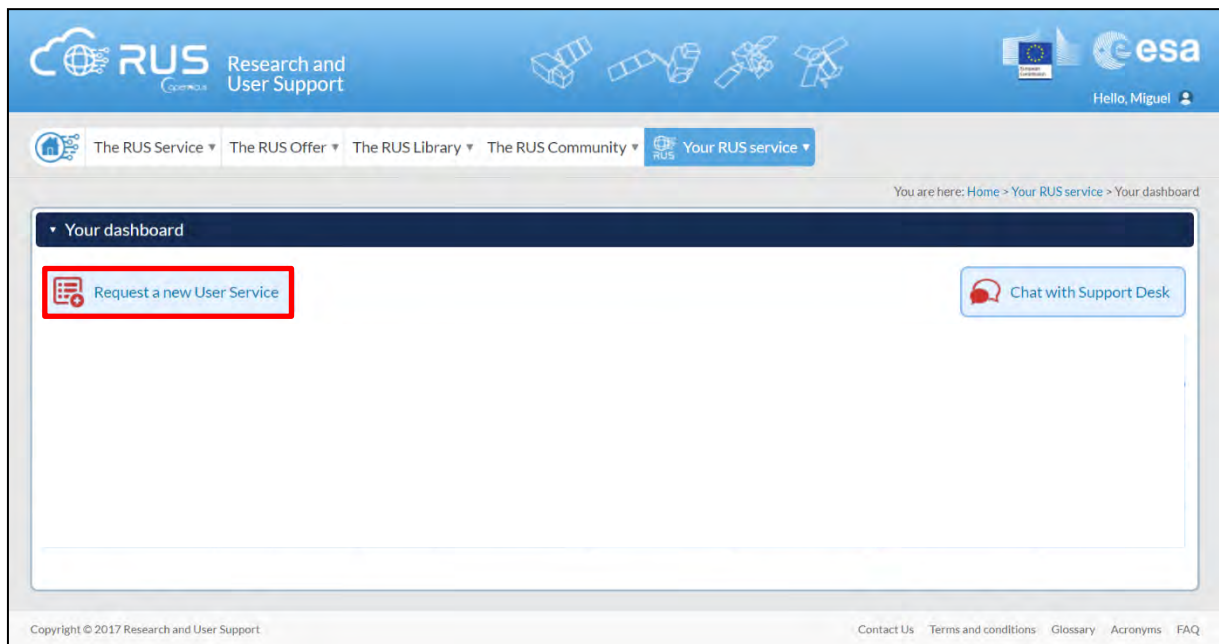 RUS
Copernicus
Research and
User Support
European
Commission
esa
Hello, Miguel
The RUS Service The RUS Offer The RUS Library The RUS Community RUS Your RUS service
You are here: Home > Your RUS service > Your dashboard
Your dashboard
Request a new User Service
Chat with Support Desk
Copyright © 2017 Research and User Support
Contact Us Terms and conditions Glossary Acronyms FAQ